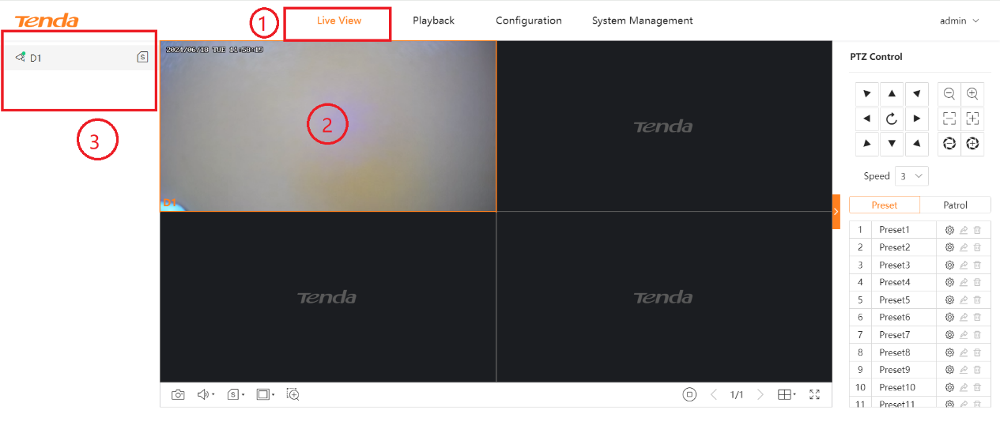 Tenda
1
Live View
Playback
Configuration
System Management
admin
D1
S
3
2024/06/18 TUE 11:58:19
2
D1
Tenda
Tenda
Tenda
S
1/1
PTZ Control
Speed
3
Preset
Patrol
1 Preset1
2 Preset2
3 Preset3
4 Preset4
5 Preset5
6 Preset6
7 Preset7
8 Preset8
9 Preset9
10 Preset10
11 Preset11